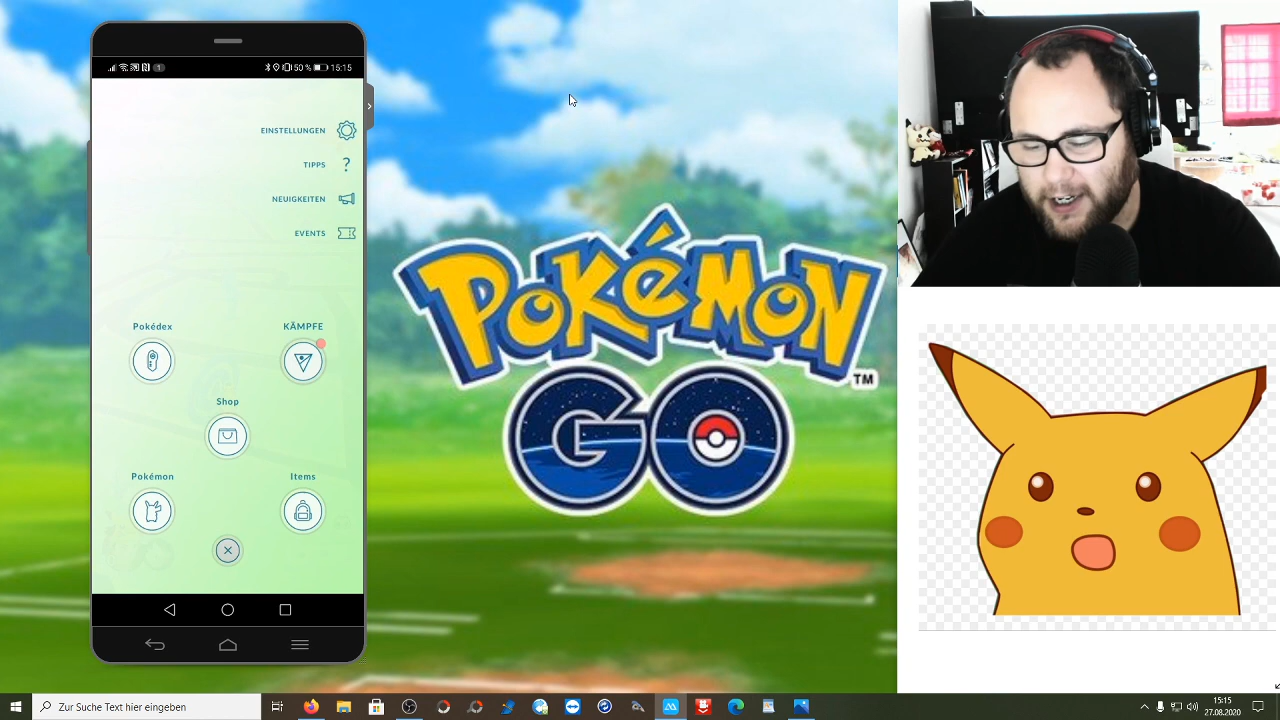 1
50 %
15:15
EINSTELLUNGEN
TIPPS
?
NEUIGKEITEN
EVENTS
Pokédex
KÄMPFE
Shop
Pokémon
Items
POKéMON
TM
GO
Zur Suche Text hier eingeben
15:15
27.08.2020